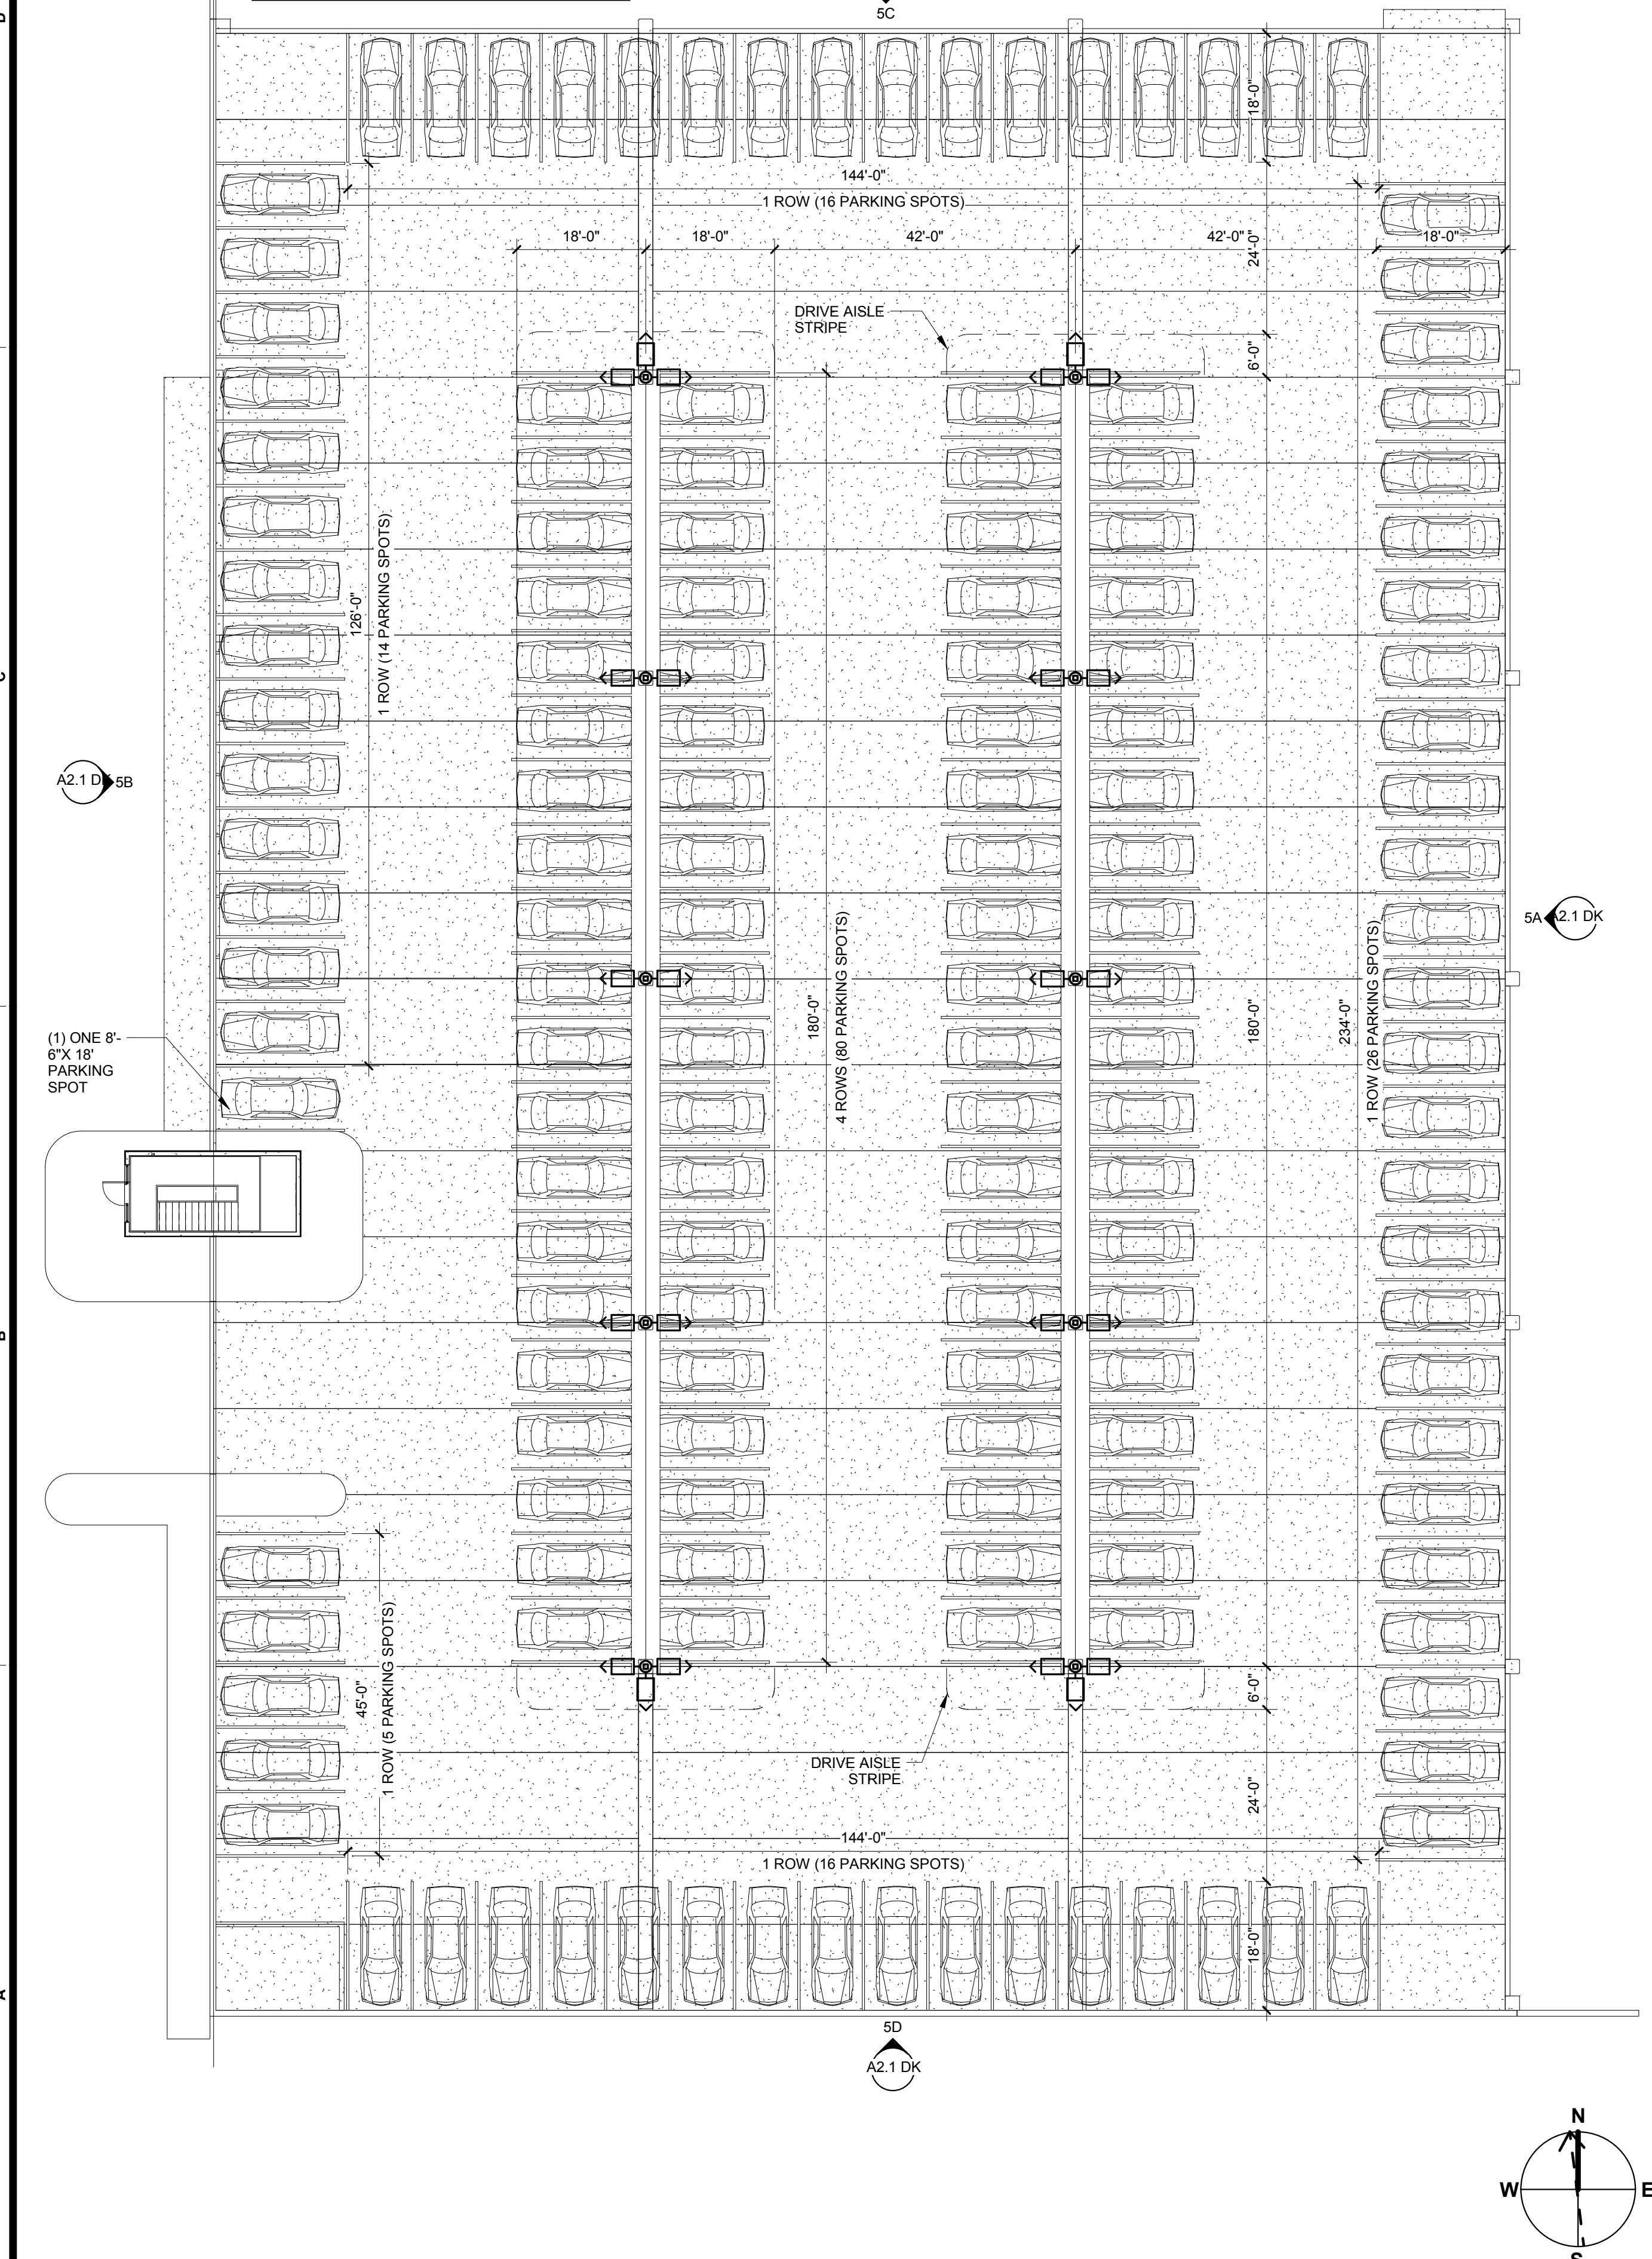 D
5C
18'-0"
144'-0"
1 ROW (16 PARKING SPOTS)
18'-0"
18'-0"
42'-0"
42'-0"
24'-0"
18'-0"
DRIVE AISLE
STRIPE
6'-0"
126'-0"
1 ROW (14 PARKING SPOTS)
C
A2.1 DK
5B
5A
A2.1 DK
4 ROWS (80 PARKING SPOTS)
180'-0"
180'-0"
234'-0"
1 ROW (26 PARKING SPOTS)
(1) ONE 8'-
6"X 18'
PARKING
SPOT
B
45'-0"
1 ROW (5 PARKING SPOTS)
6'-0"
DRIVE AISLE
STRIPE
24'-0"
144'-0"
1 ROW (16 PARKING SPOTS)
18'-0"
A
5D
A2.1 DK
N
W
E
S